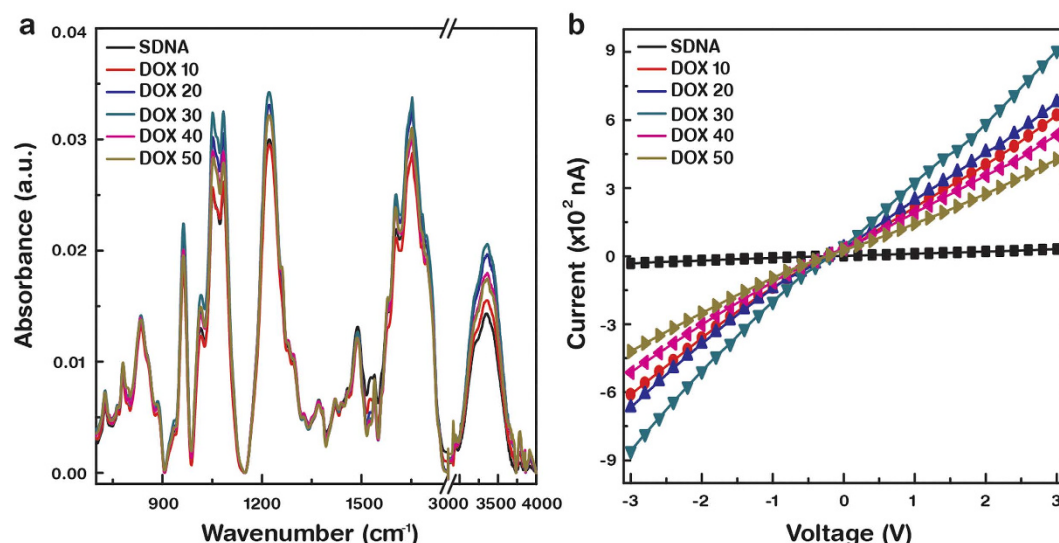 a
0.04
0.03
0.02
0.01
0.00
Absorbance (a.u.)
SDNA
DOX 10
DOX 20
DOX 30
DOX 40
DOX 50
900 1200 1500 3000 3500 4000
Wavenumber (cm⁻¹)
b
9
6
3
0
-3
-6
-9
Current (x10² nA)
SDNA
DOX 10
DOX 20
DOX 30
DOX 40
DOX 50
-3 -2 -1 0 1 2 3
Voltage (V)